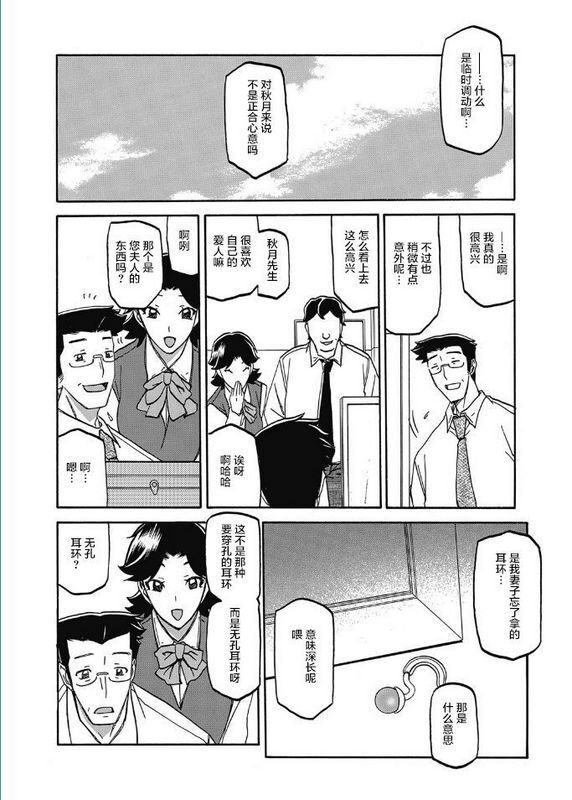 ——…什么
是临时调动啊…
对秋月来说
不是正合心意吗
——…是啊
我真的
很高兴
不过也
稍微有点
意外呢…
怎么看上去
这么高兴
秋月先生
很喜欢
自己的
爱人嘛
诶呀
啊哈哈
啊咧
那个是
您夫人的
东西吗？
啊…
嗯…
是我妻子忘了拿的
耳环…
那是
什么意思
意味深长呢
喂
这不是那种
要穿孔的耳环
而是无孔耳环呀
无孔
耳环？